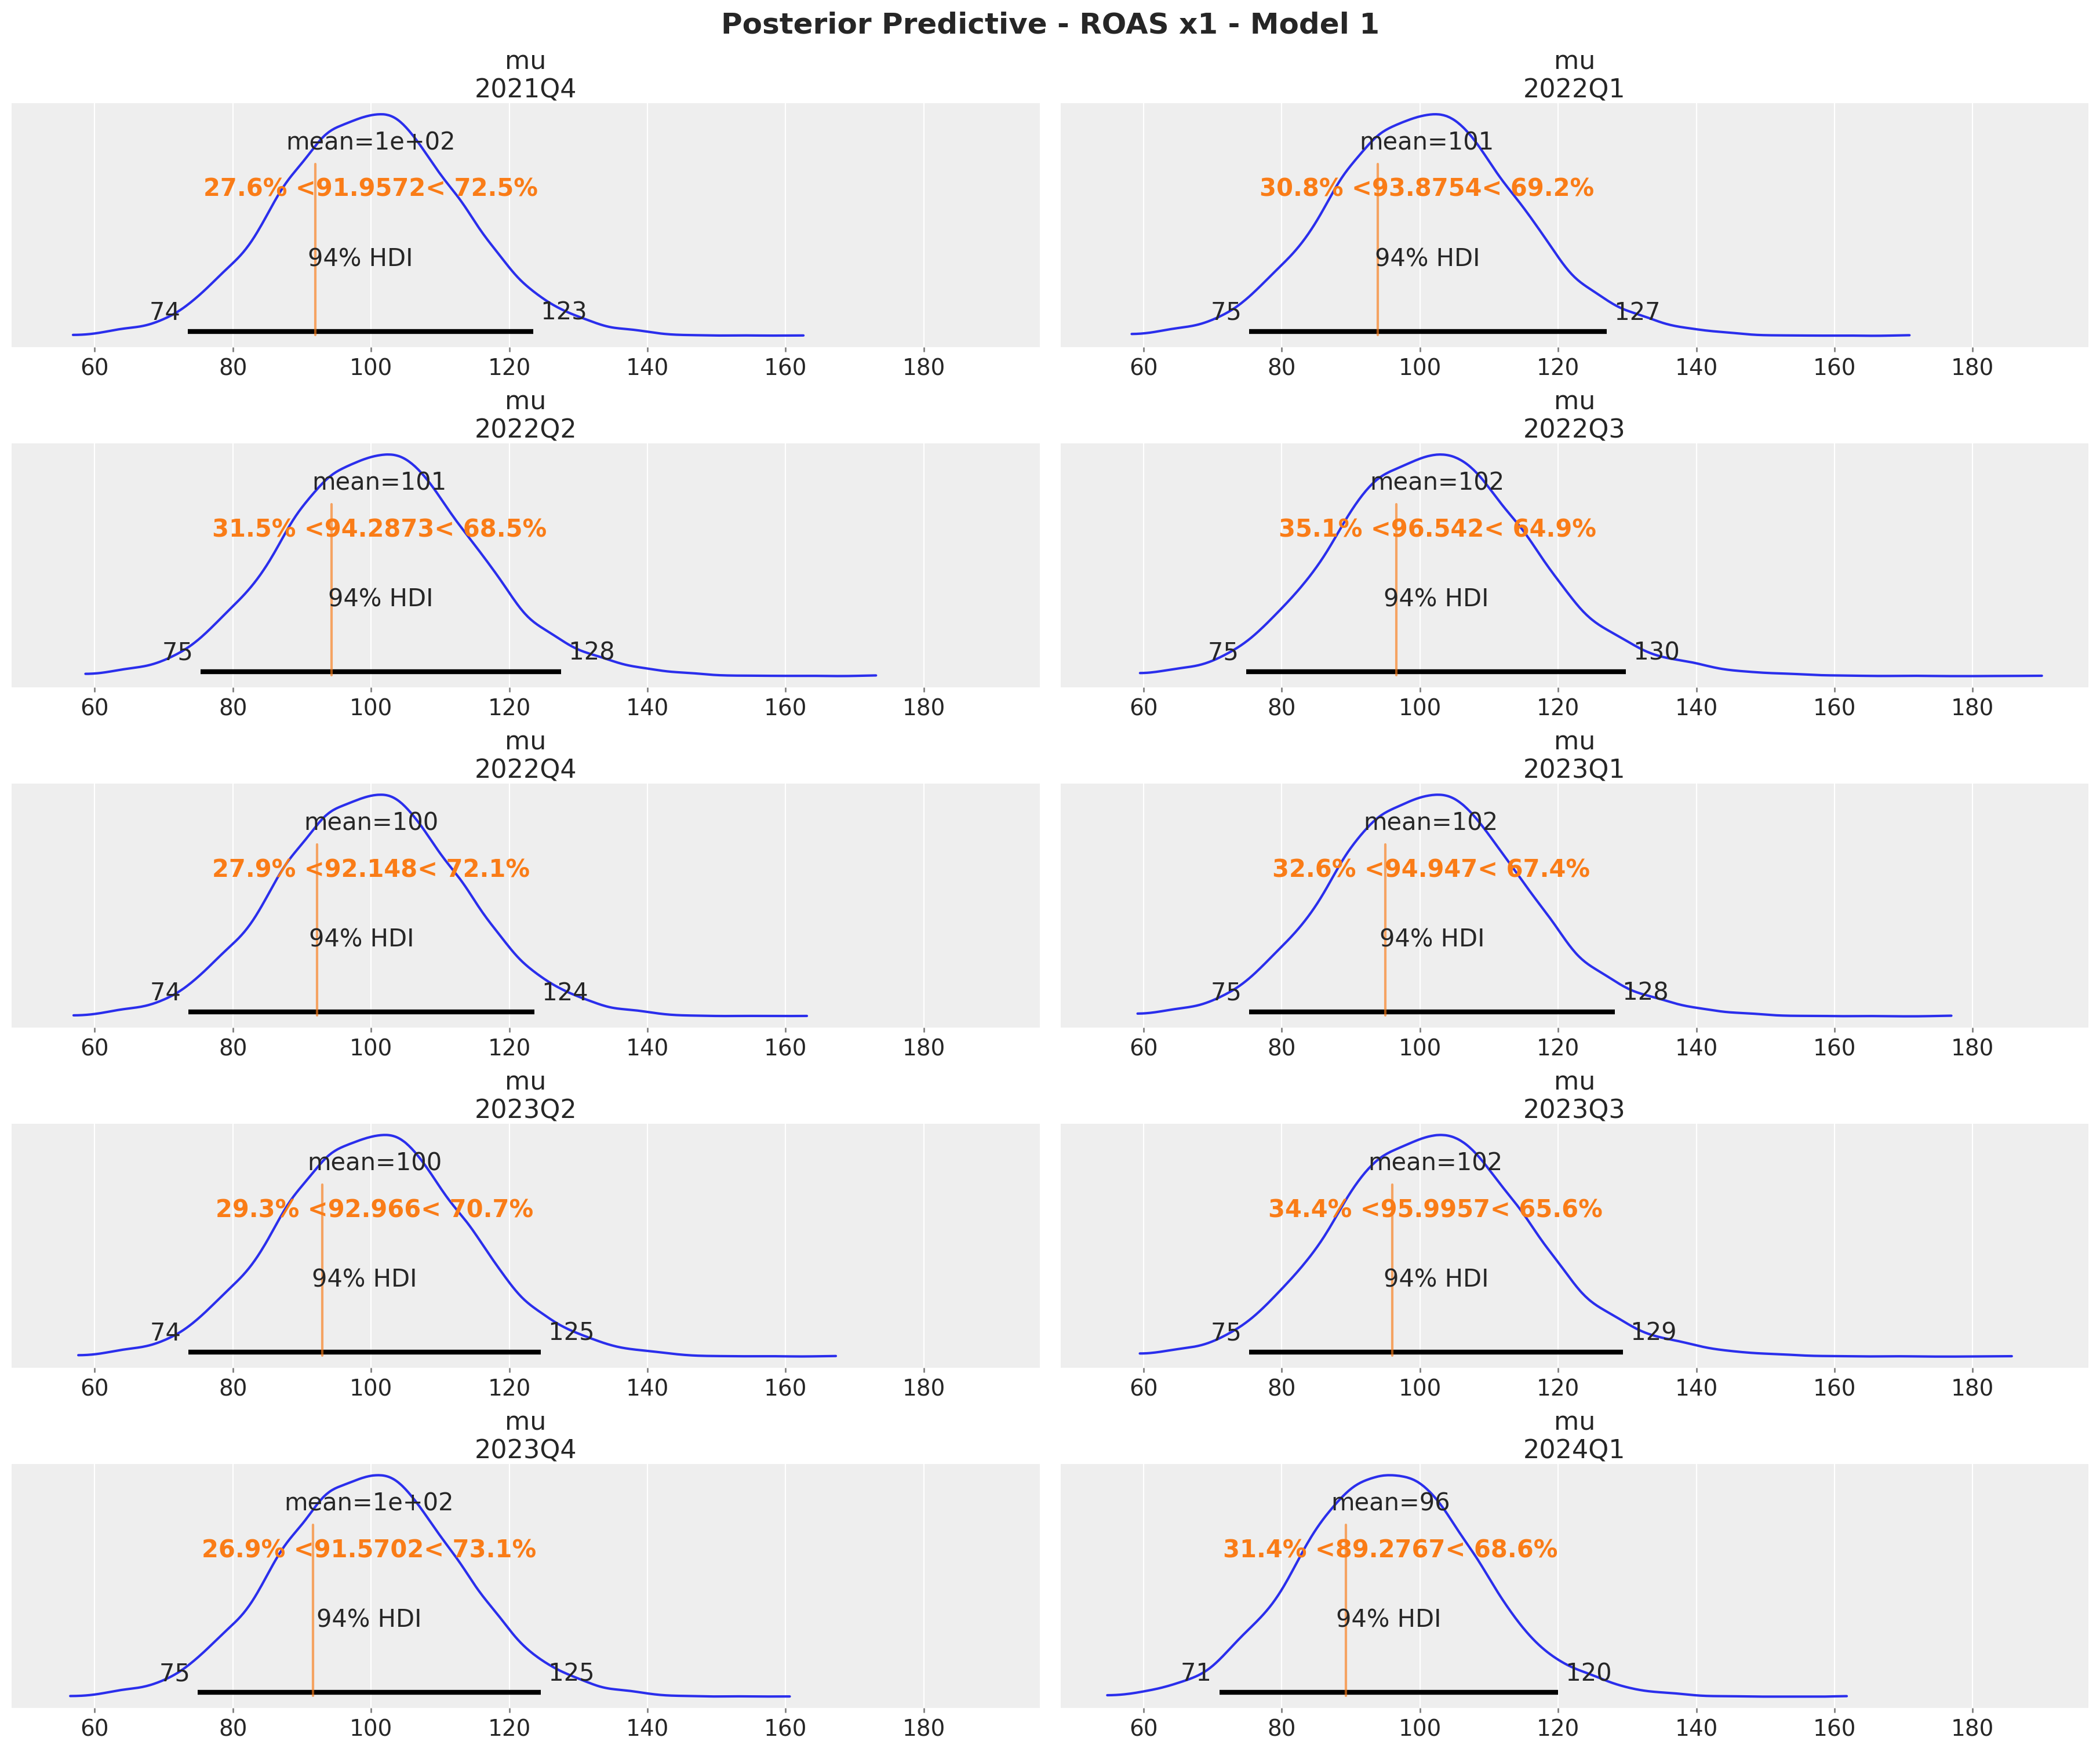 Posterior Predictive - ROAS x1 - Model 1
mu
2021Q4
mean=1e+02
27.6% <91.9572< 72.5%
94% HDI
74
123
60 80 100 120 140 160 180
mu
2022Q1
mean=101
30.8% <93.8754< 69.2%
94% HDI
75
127
60 80 100 120 140 160 180
mu
2022Q2
mean=101
31.5% <94.2873< 68.5%
94% HDI
75
128
60 80 100 120 140 160 180
mu
2022Q3
mean=102
35.1% <96.542< 64.9%
94% HDI
75
130
60 80 100 120 140 160 180
mu
2022Q4
mean=100
27.9% <92.148< 72.1%
94% HDI
74
124
60 80 100 120 140 160 180
mu
2023Q1
mean=102
32.6% <94.947< 67.4%
94% HDI
75
128
60 80 100 120 140 160 180
mu
2023Q2
mean=100
29.3% <92.966< 70.7%
94% HDI
74
125
60 80 100 120 140 160 180
mu
2023Q3
mean=102
34.4% <95.9957< 65.6%
94% HDI
75
129
60 80 100 120 140 160 180
mu
2023Q4
mean=1e+02
26.9% <91.5702< 73.1%
94% HDI
75
125
60 80 100 120 140 160 180
mu
2024Q1
mean=96
31.4% <89.2767< 68.6%
94% HDI
71
120
60 80 100 120 140 160 180